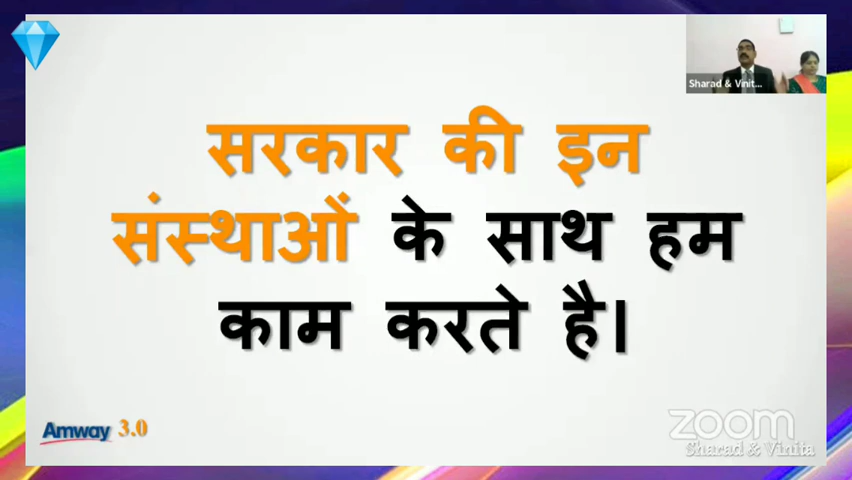 Sharad & Vinit...
सरकार की इन
संस्थाओं के साथ हम
काम करते है।
Amway 3.0
zoom
Sharad & Vinita